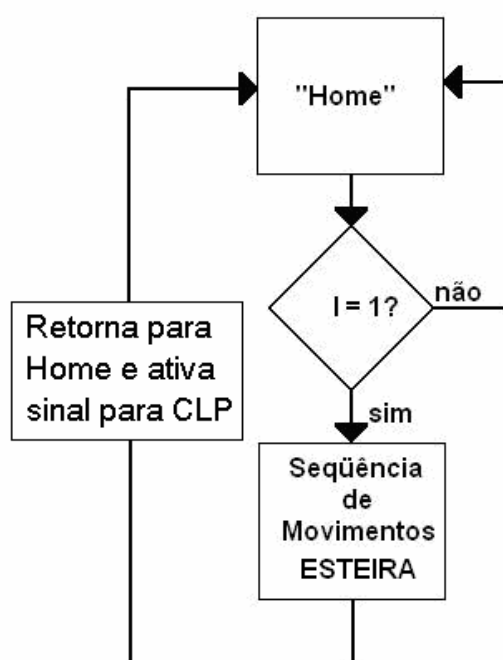 "Home"
I = 1?
não
sim
Retorna para
Home e ativa
sinal para CLP
Seqüência
de
Movimentos
ESTEIRA